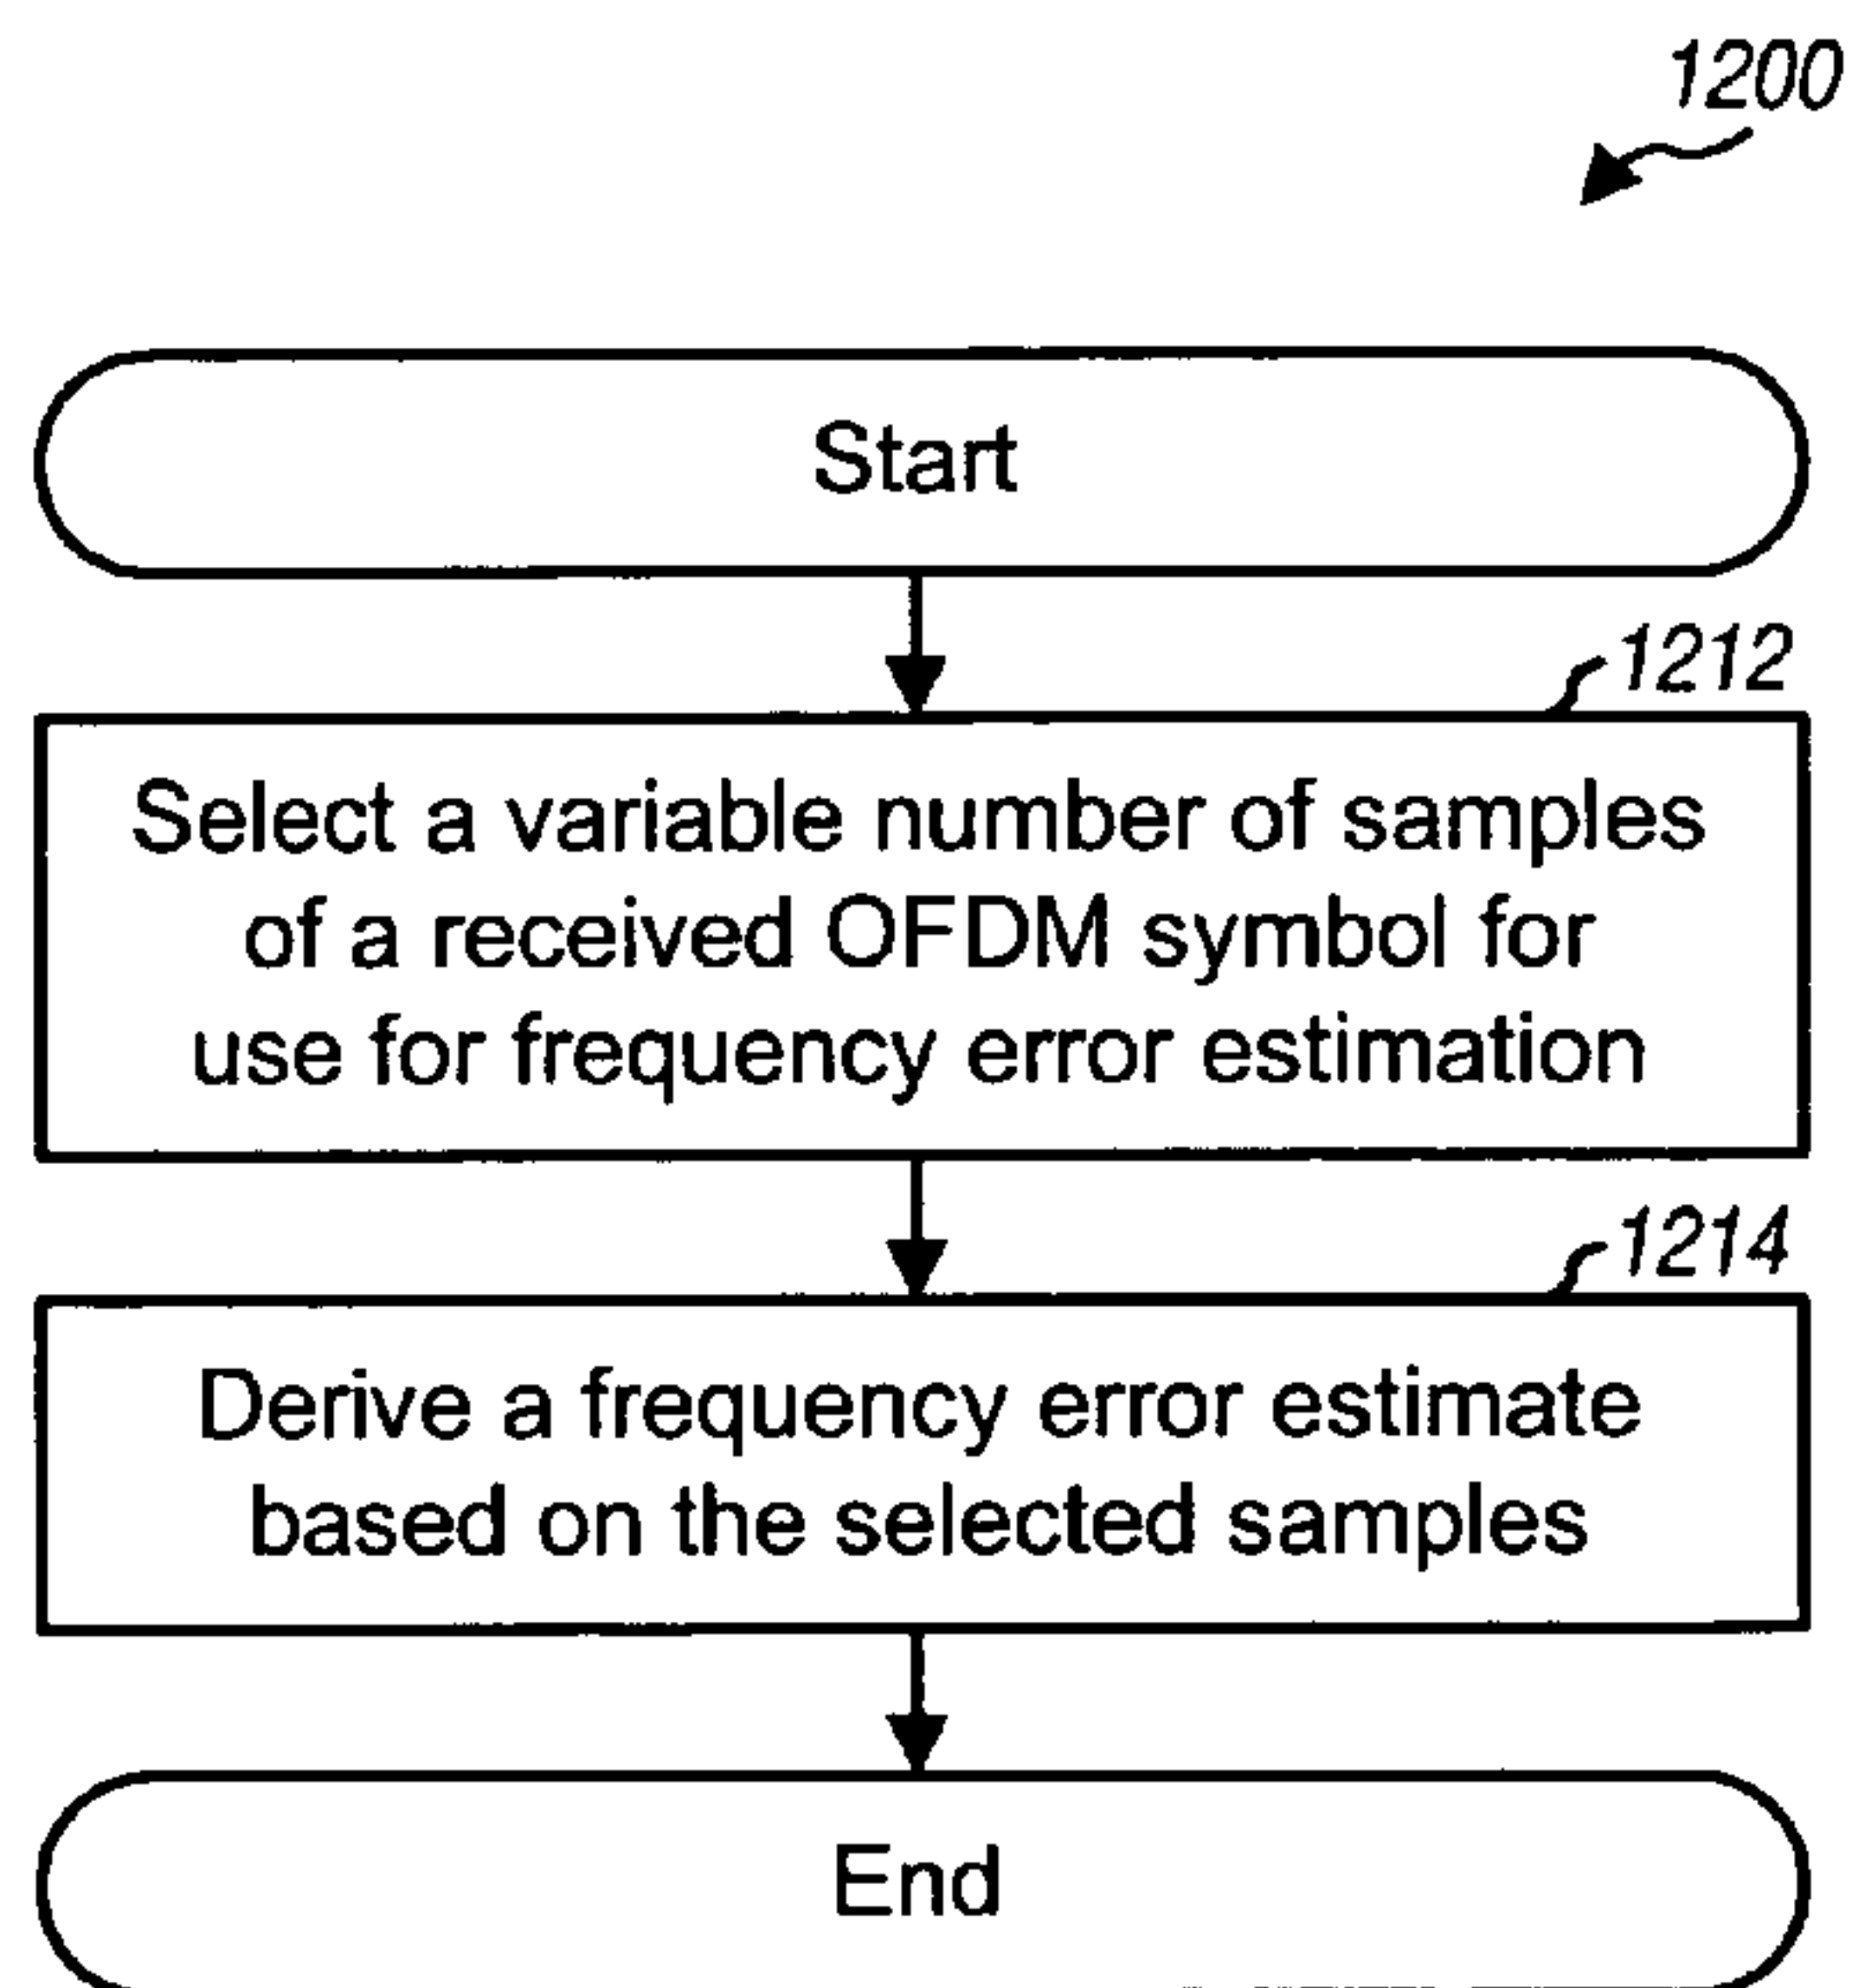 1200
Start
1212
Select a variable number of samples
of a received OFDM symbol for
use for frequency error estimation
1214
Derive a frequency error estimate
based on the selected samples
End